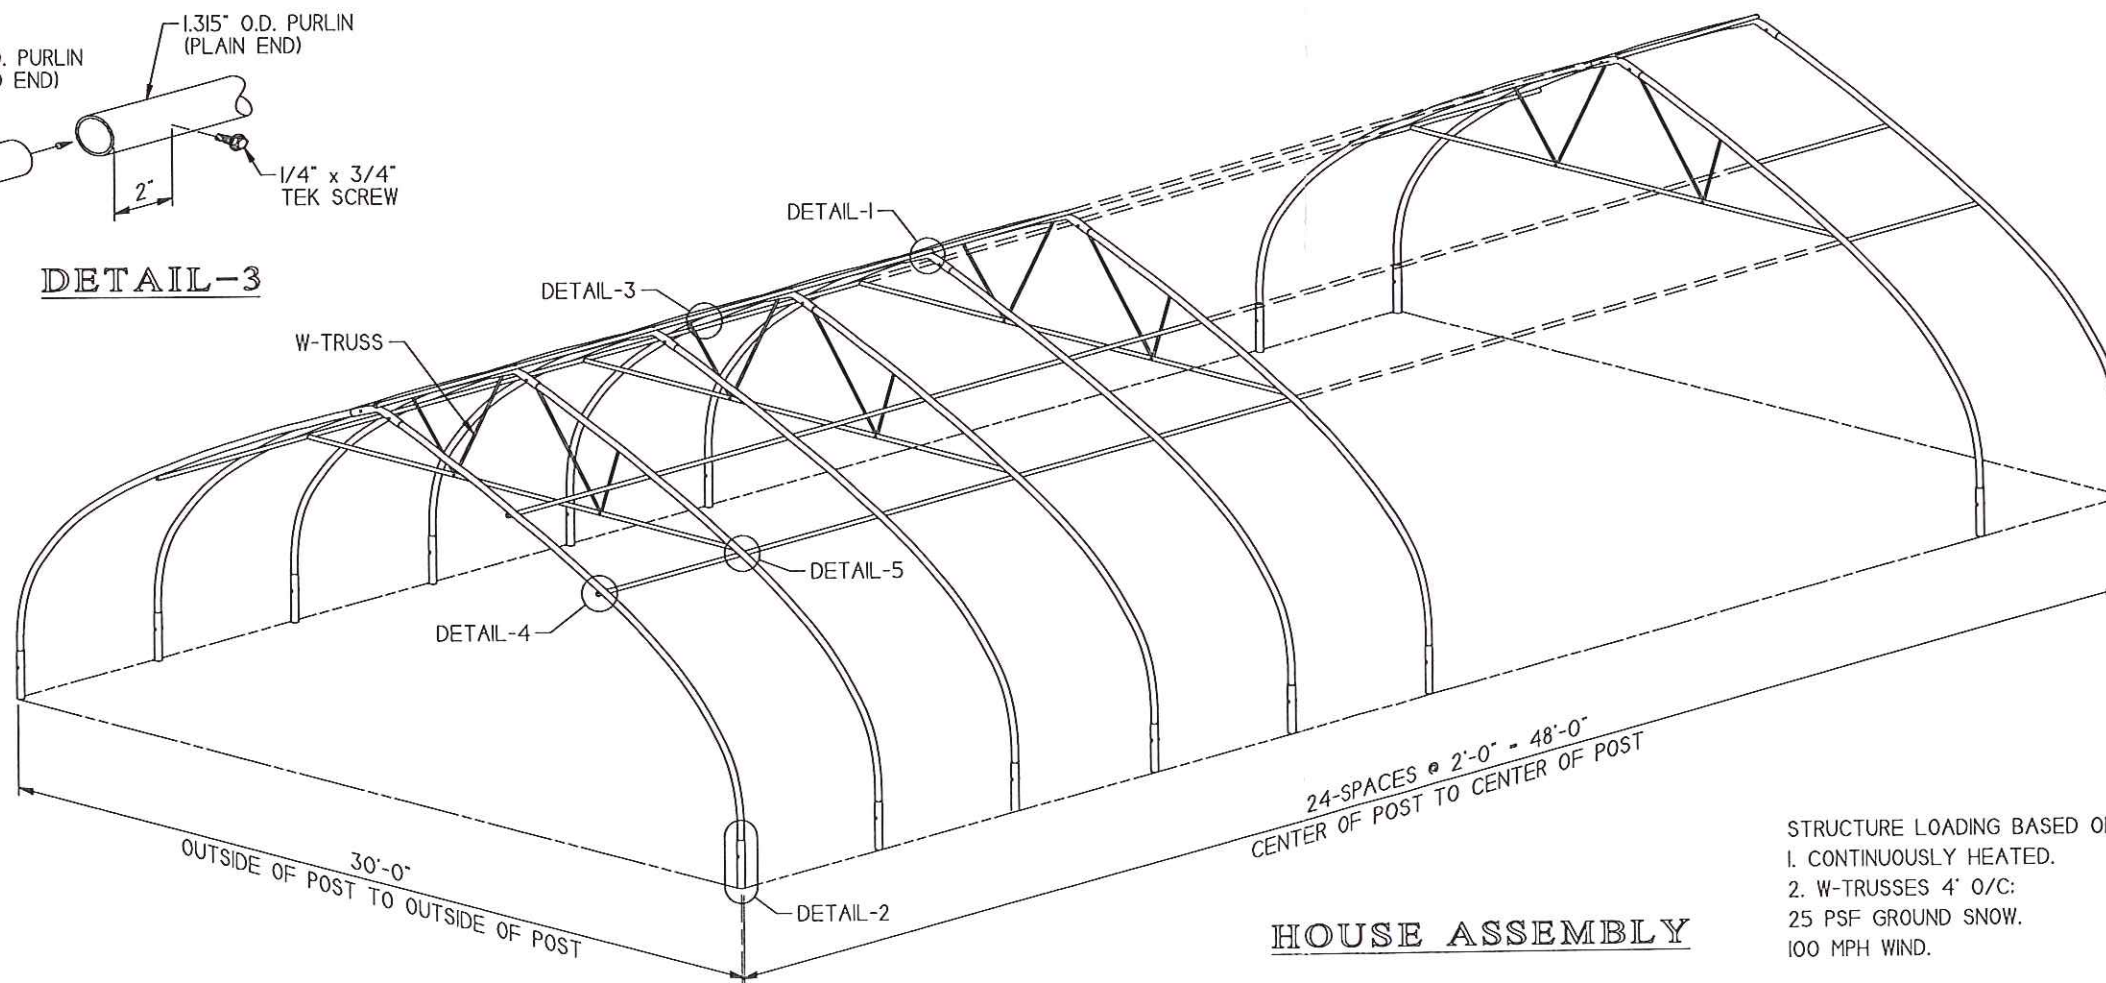 1.315" O.D. PURLIN
(PLAIN END)
PURLIN
END)
2"
1/4" x 3/4"
TEK SCREW
DETAIL-3
DETAIL-1
DETAIL-3
W-TRUSS
DETAIL-5
DETAIL-4
DETAIL-2
30'-0"
OUTSIDE OF POST TO OUTSIDE OF POST
24-SPACES @ 2'-0" = 48'-0"
CENTER OF POST TO CENTER OF POST
HOUSE ASSEMBLY
STRUCTURE LOADING BASED
1. CONTINUOUSLY HEATED.
2. W-TRUSSES 4' O/C:
25 PSF GROUND SNOW.
100 MPH WIND.